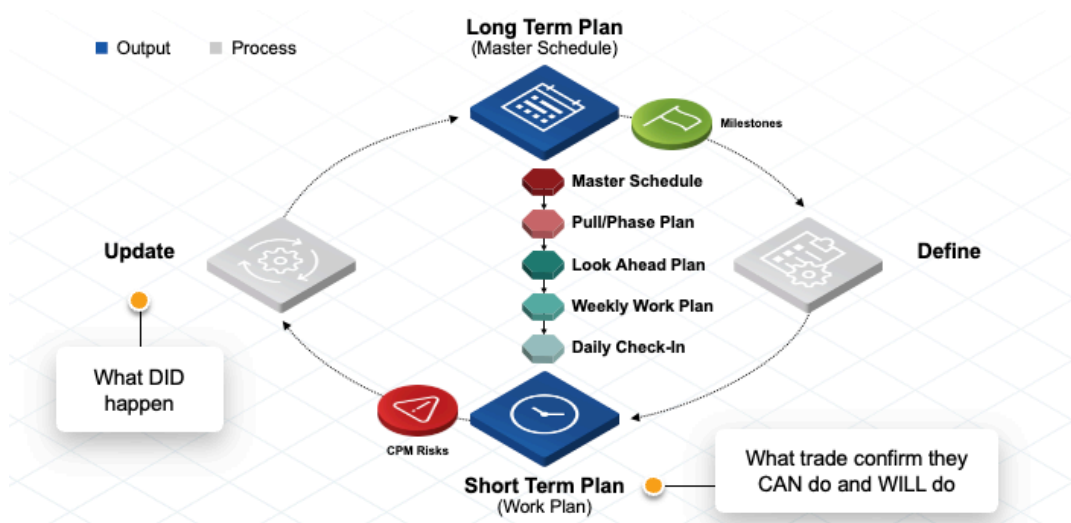 Long Term Plan
(Master Schedule)
Output
Process
Milestones
Master Schedule
Pull/Phase Plan
Look Ahead Plan
Weekly Work Plan
Daily Check-In
Update
Define
What DID
happen
CPM Risks
Short Term Plan
(Work Plan)
What trade confirm they
CAN do and WILL do